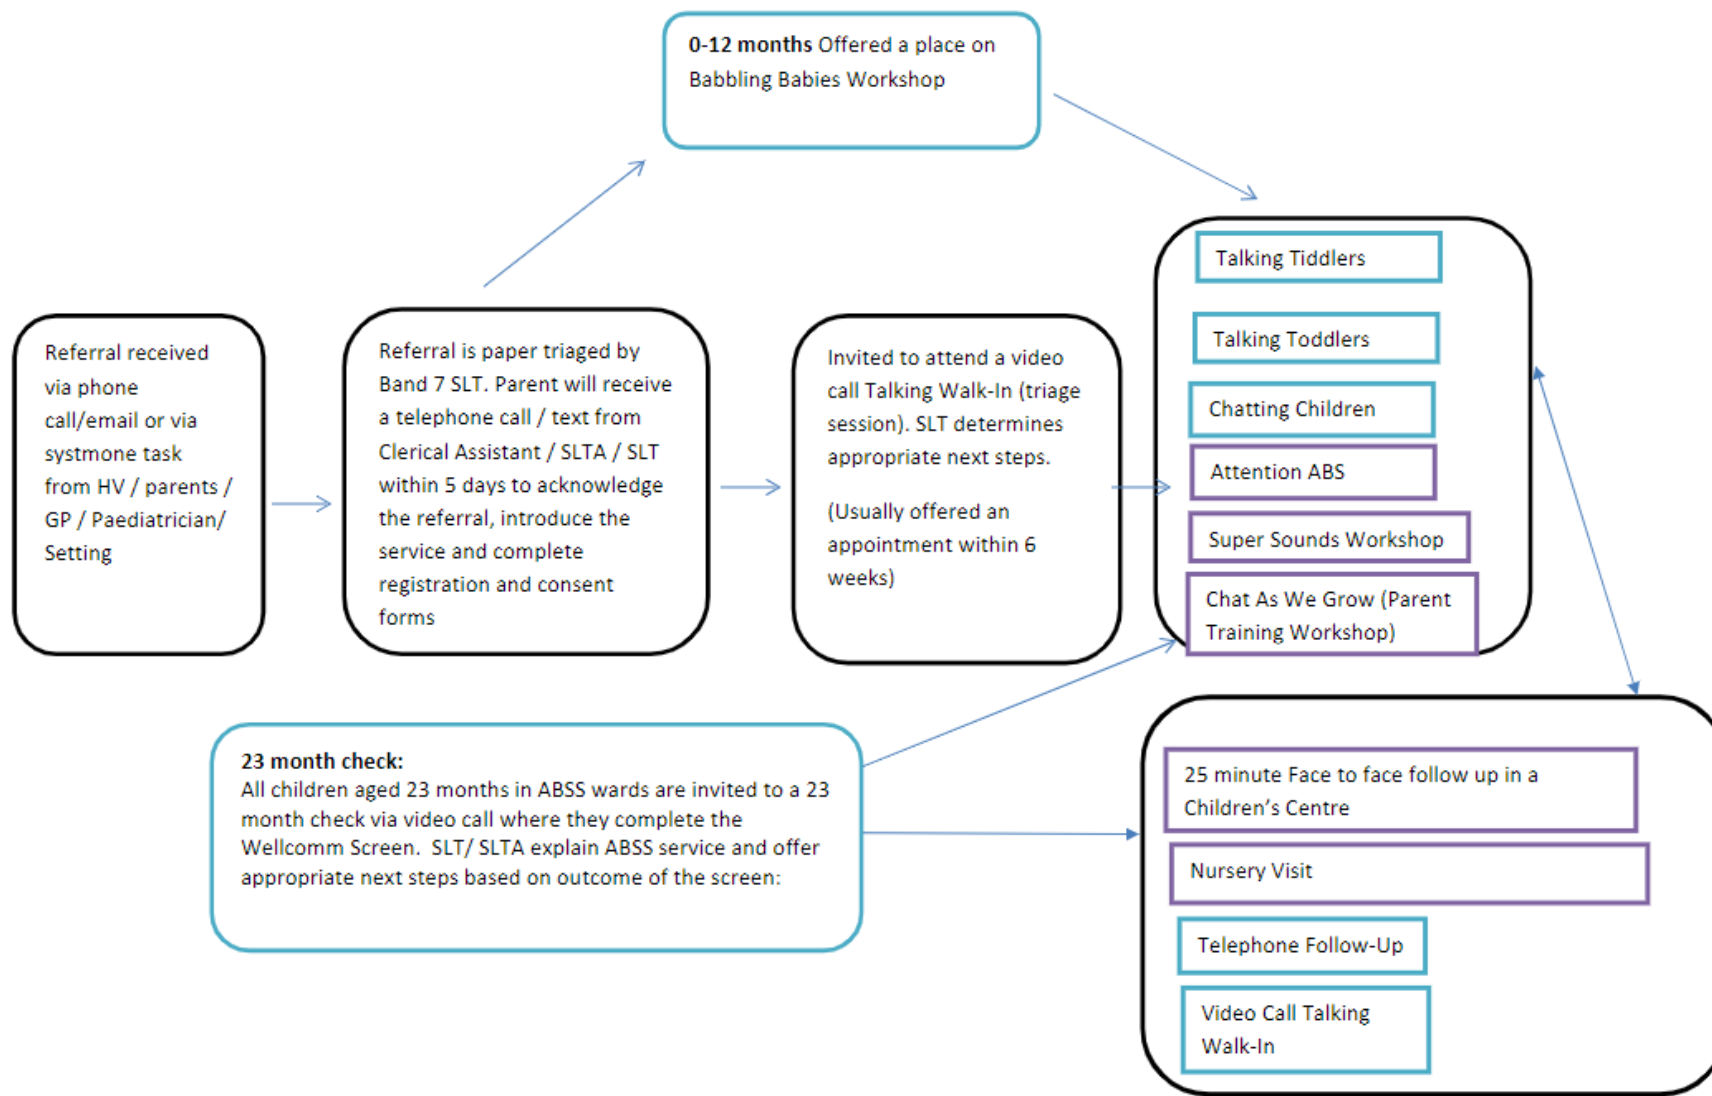 0-12 months Offered a place on
Babbling Babies Workshop
Referral received
via phone
call/email or via
systmone task
from HV / parents /
GP / Paediatrician/
Setting
Referral is paper triaged by
Band 7 SLT. Parent will receive
a telephone call / text from
Clerical Assistant / SLTA / SLT
within 5 days to acknowledge
the referral, introduce the
service and complete
registration and consent
forms
Invited to attend a video
call Talking Walk-In (triage
session). SLT determines
appropriate next steps.
(Usually offered an
appointment within 6
weeks)
Talking Tiddlers
Talking Toddlers
Chatting Children
Attention ABS
Super Sounds Workshop
Chat As We Grow (Parent
Training Workshop)
23 month check:
All children aged 23 months in ABSS wards are invited to a 23
month check via video call where they complete the
Wellcomm Screen.  SLT/ SLTA explain ABSS service and offer
appropriate next steps based on outcome of the screen:
25 minute Face to face follow up in a
Children's Centre
Nursery Visit
Telephone Follow-Up
Video Call Talking
Walk-In